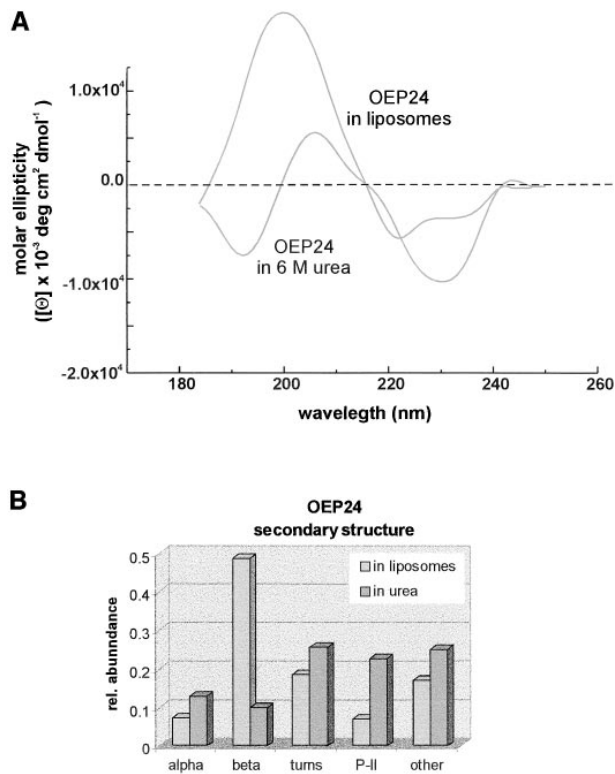 A
OEP24
in liposomes
OEP24
in 6 M urea
molar ellipticity
([Θ] x 10⁻³ deg cm² dmol⁻¹ )
1.0x10⁴
0.0
-1.0x10⁴
-2.0x10⁴
180
200
220
240
260
wavelegth (nm)
B
OEP24
secondary structure
in liposomes
in urea
rel. abunndance
0.5
0.4
0.3
0.2
0.1
0
alpha
beta
turns
P-II
other